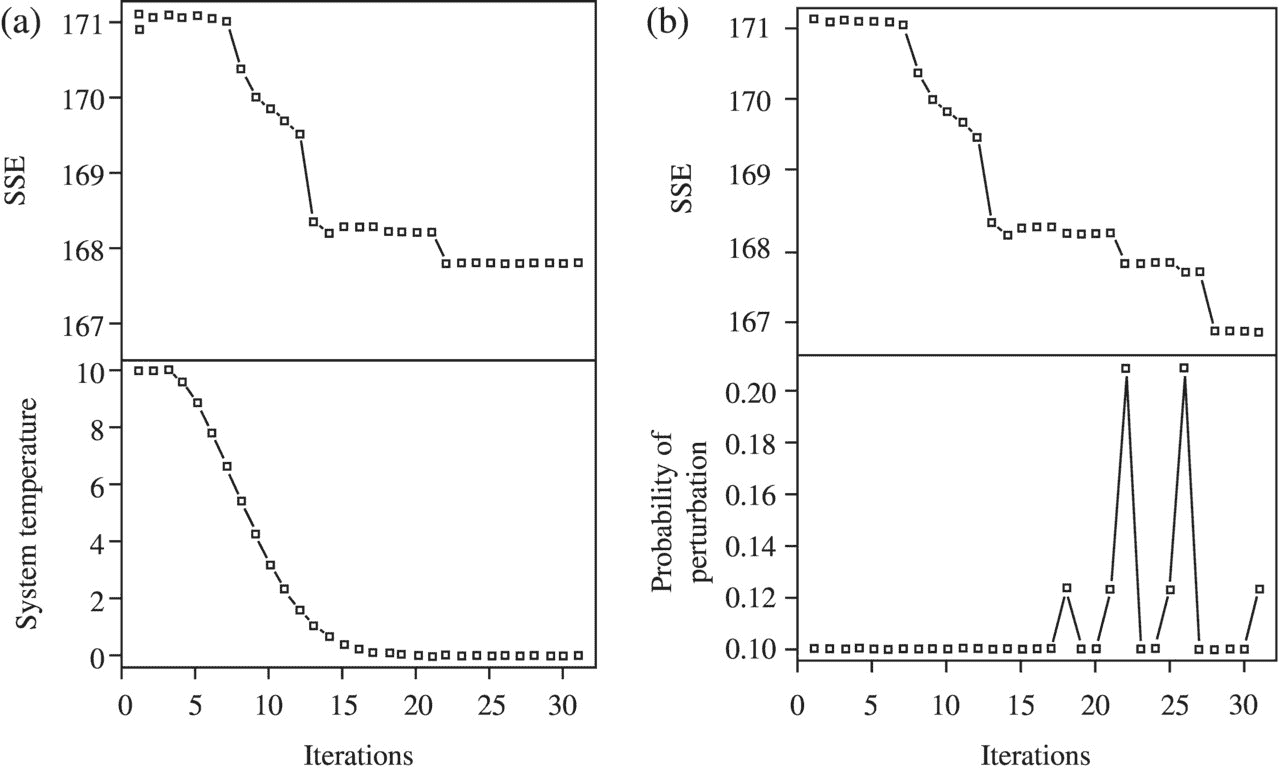 (a)
171
170
169
168
167
SSE
10
8
6
4
2
0
System temperature
0 5 10 15 20 25 30
Iterations
(b)
171
170
169
168
167
SSE
0.20
0.18
0.16
0.14
0.12
0.10
Probability of
perturbation
0 5 10 15 20 25 30
Iterations